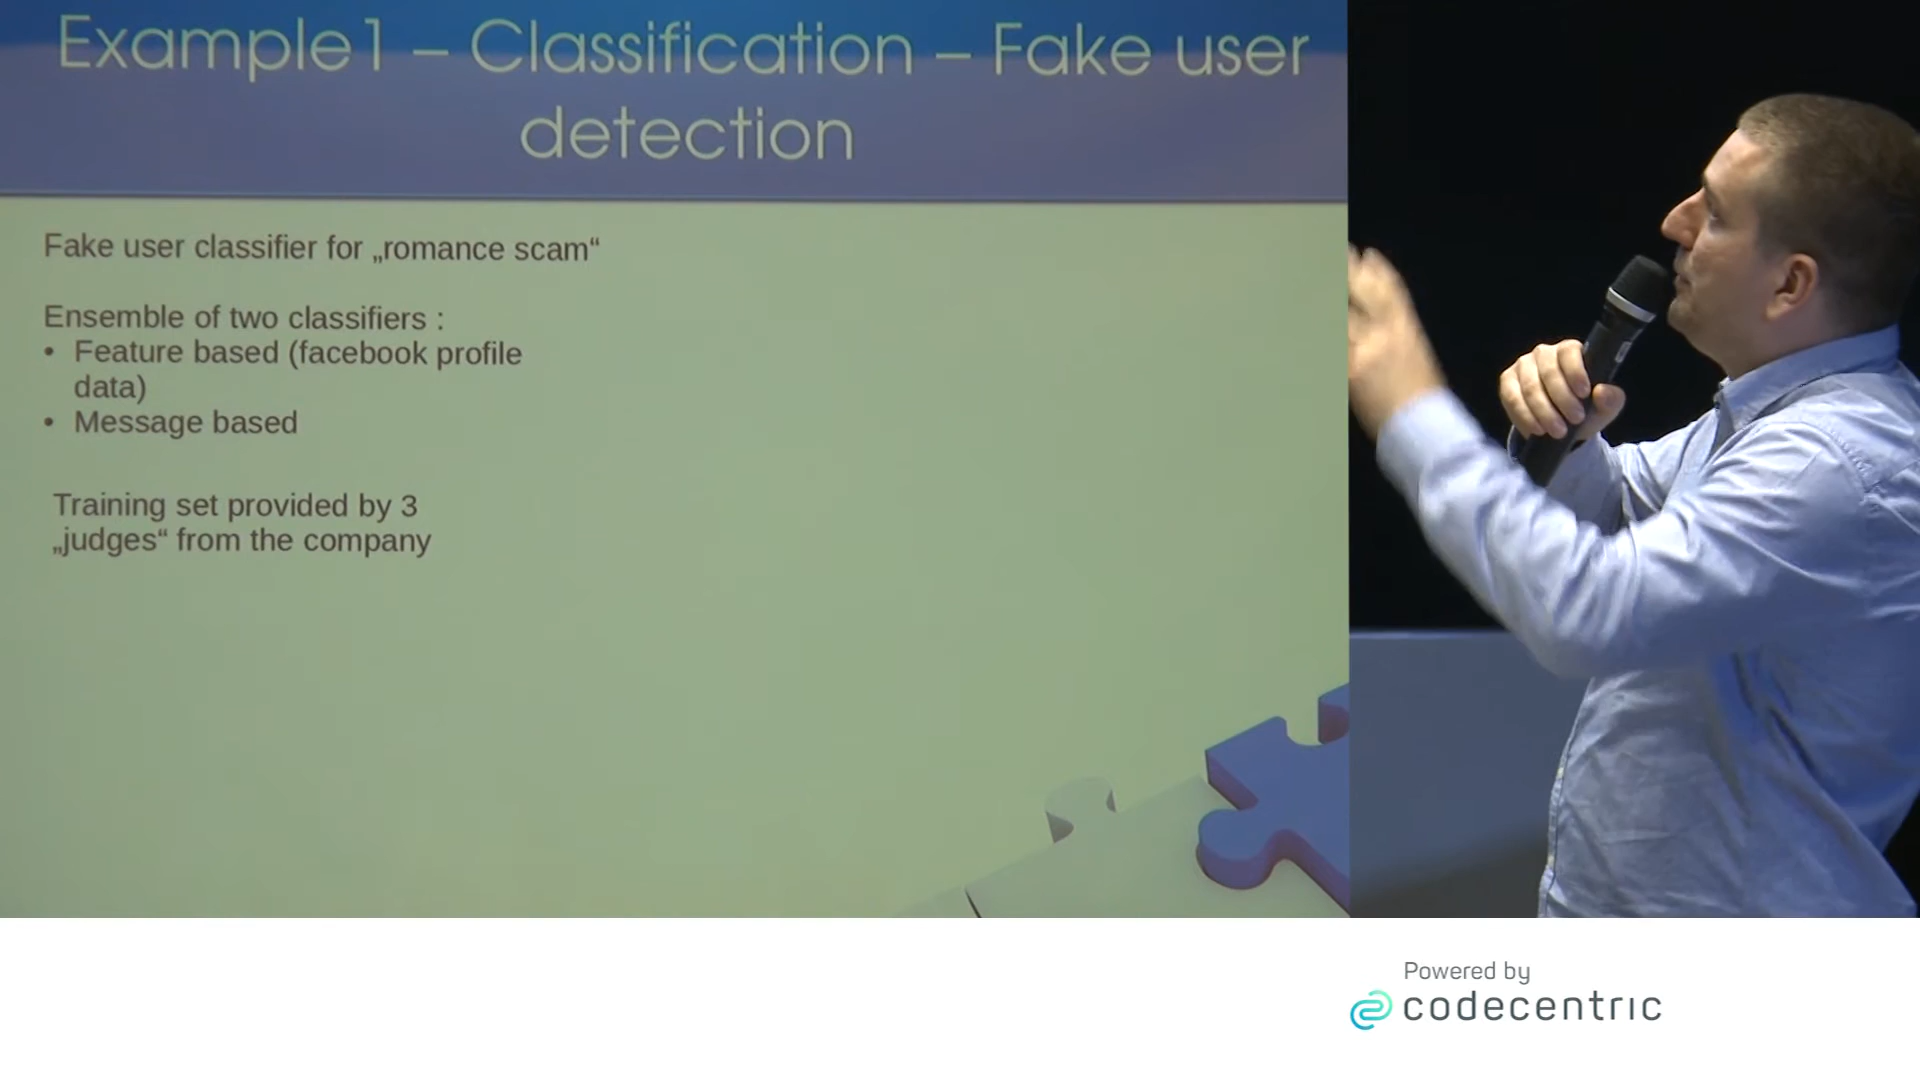 Example1 – Classification – Fake user
detection
Fake user classifier for „romance scam“
Ensemble of two classifiers :
• Feature based (facebook profile
data)
• Message based
Training set provided by 3
„judges“ from the company
Powered by
codecentric